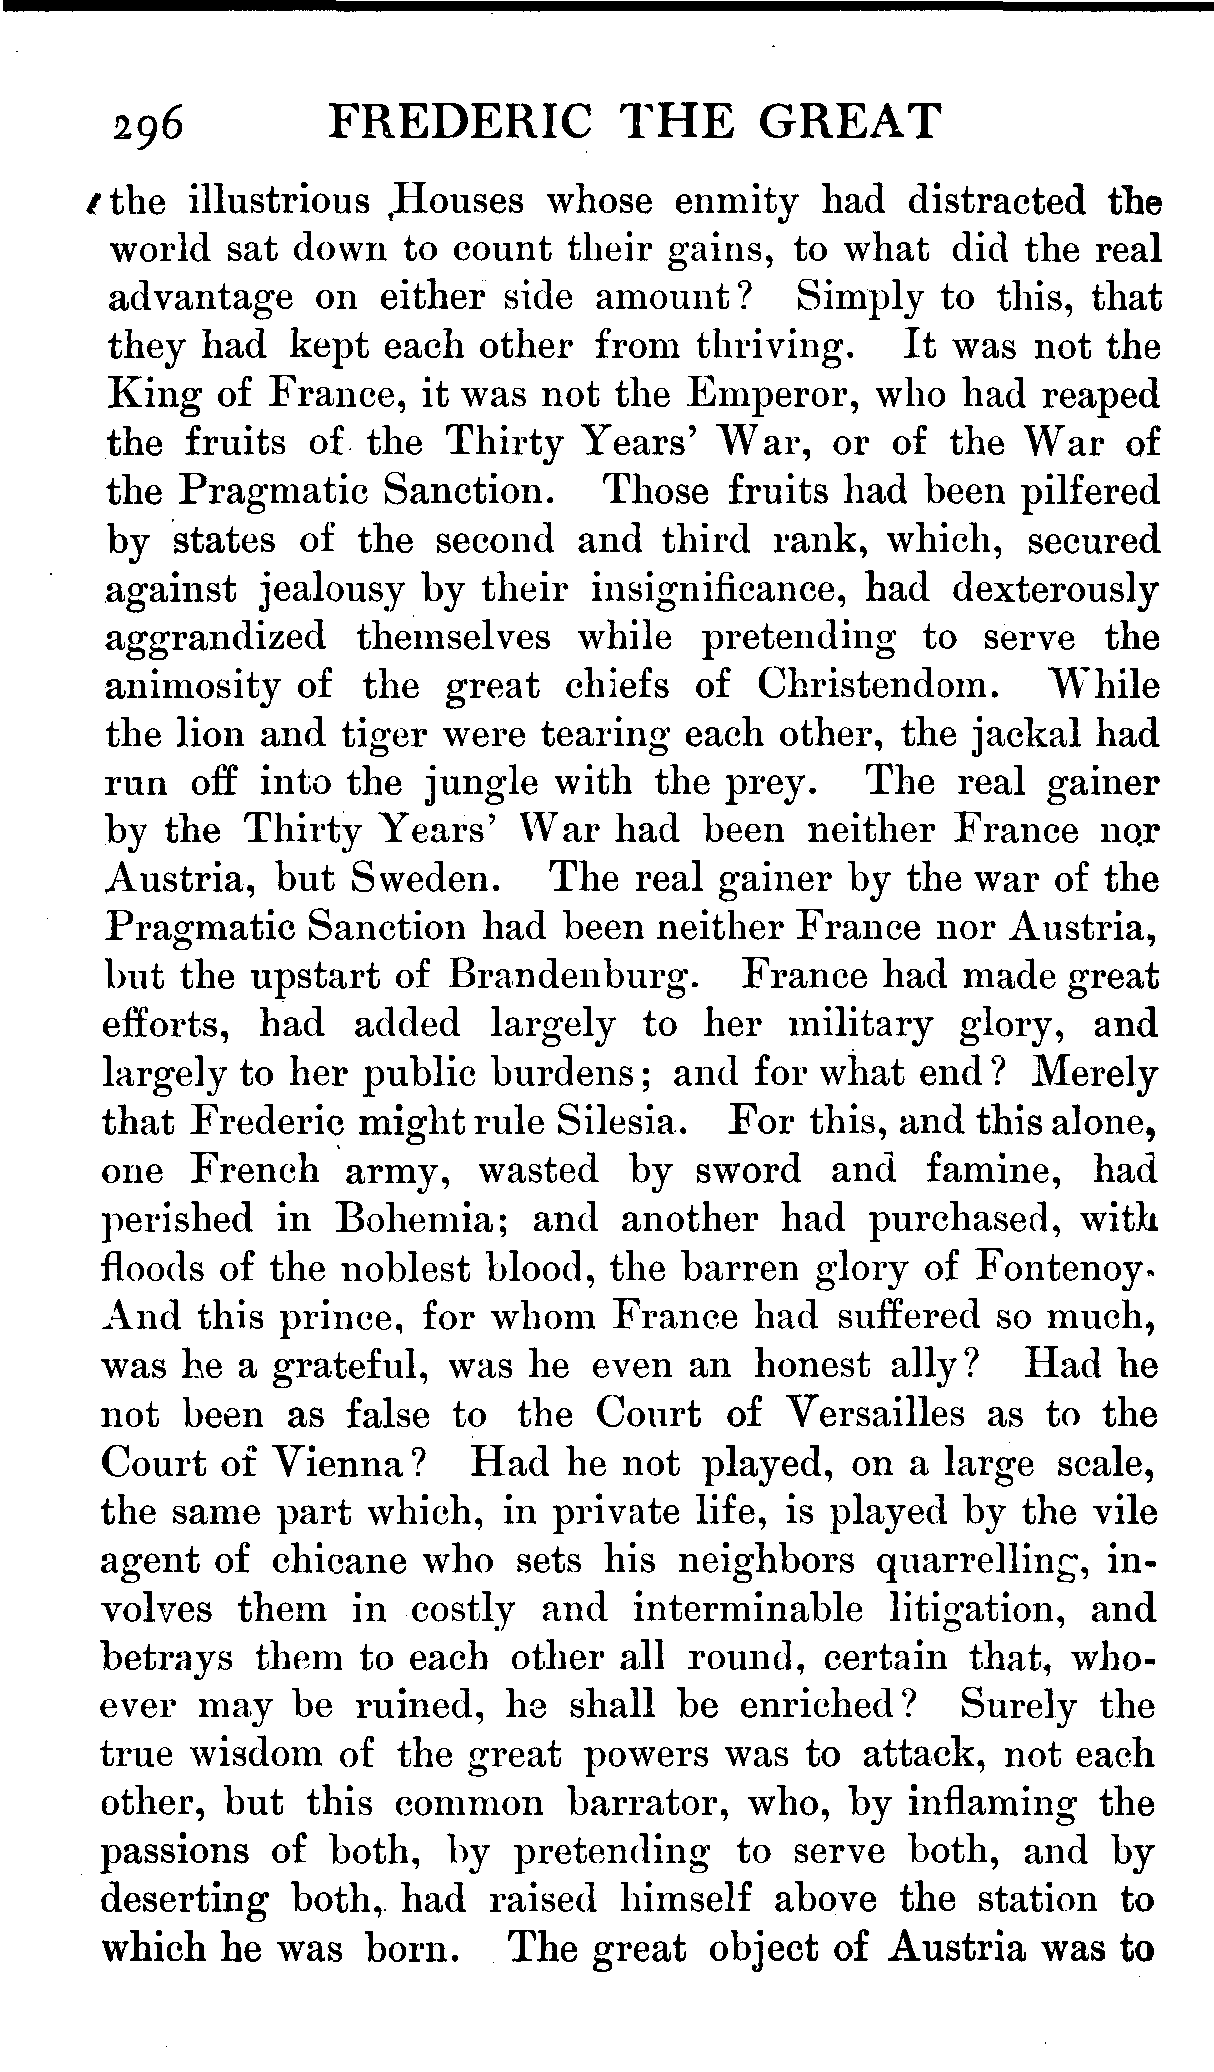 296 FREDERIC THE GREAT
the illustrious Houses whose enmity had distracted the
world sat down to count their gains, to what did the real
advantage on either side amount? Simply to this, that
they had kept each other from thriving. It was not the
King of France, it was not the Emperor, who had reaped
the fruits of the Thirty Years' War, or of the War of
the Pragmatic Sanction. Those fruits had been pilfered
by states of the second and third rank, which, secured
against jealousy by their insignificance, had dexterously
aggrandized themselves while pretending to serve the
animosity of the great chiefs of Christendom. While
the lion and tiger were tearing each other, the jackal had
run off into the jungle with the prey. The real gainer
by the Thirty Years' War had been neither France nor
Austria, but Sweden. The real gainer by the war of the
Pragmatic Sanction had been neither France nor Austria,
but the upstart of Brandenburg. France had made great
efforts, had added largely to her military glory, and
largely to her public burdens; and for what end? Merely
that Frederic might rule Silesia. For this, and this alone,
one French army, wasted by sword and famine, had
perished in Bohemia; and another had purchased, with
floods of the noblest blood, the barren glory of Fontenoy.
And this prince, for whom France had suffered so much,
was he a grateful, was he even an honest ally? Had he
not been as false to the Court of Versailles as to the
Court of Vienna? Had he not played, on a large scale,
the same part which, in private life, is played by the vile
agent of chicane who sets his neighbors quarrelling, in-
volves them in costly and interminable litigation, and
betrays them to each other all round, certain that, who-
ever may be ruined, he shall be enriched? Surely the
true wisdom of the great powers was to attack, not each
other, but this common barrator, who, by inflaming the
passions of both, by pretending to serve both, and by
deserting both, had raised himself above the station to
which he was born. The great object of Austria was to